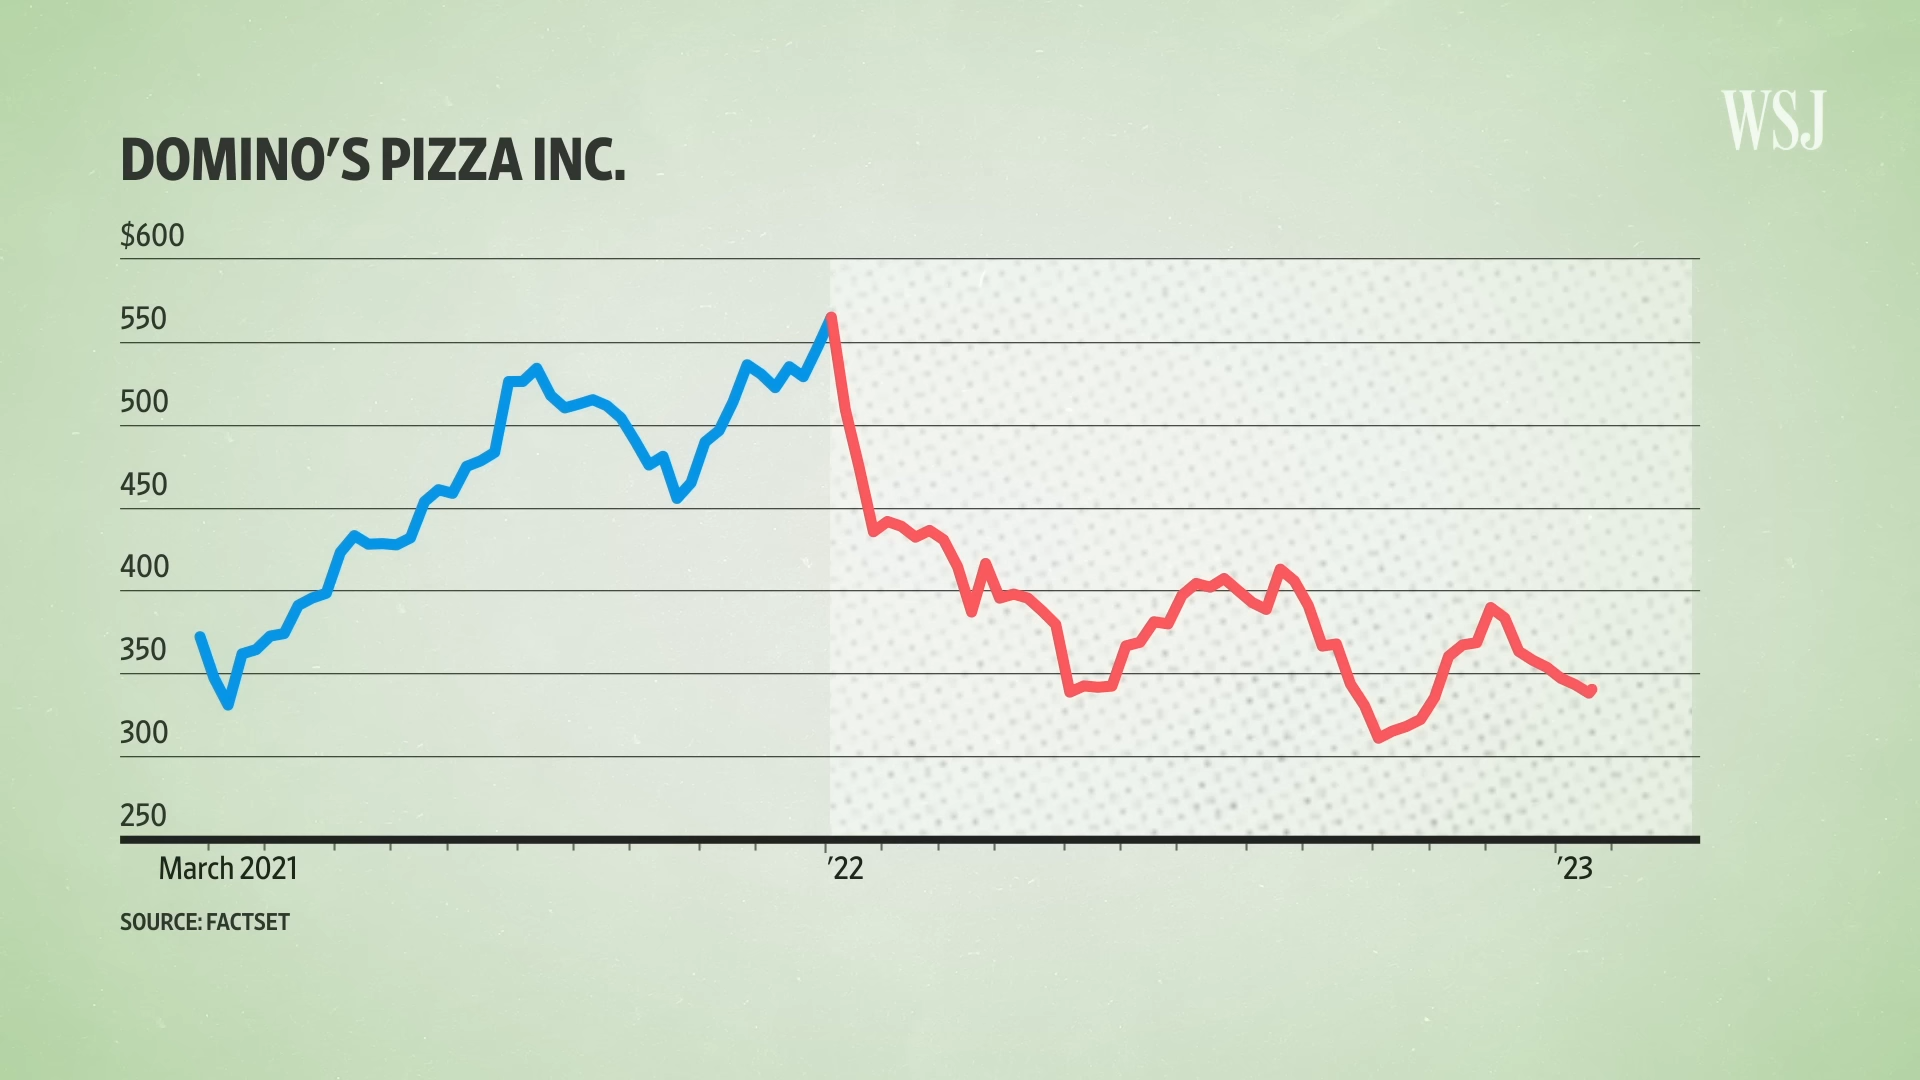 WSJ
DOMINO’S PIZZA INC.
$600
550
500
450
400
350
300
250
March 2021
’22
’23
SOURCE: FACTSET